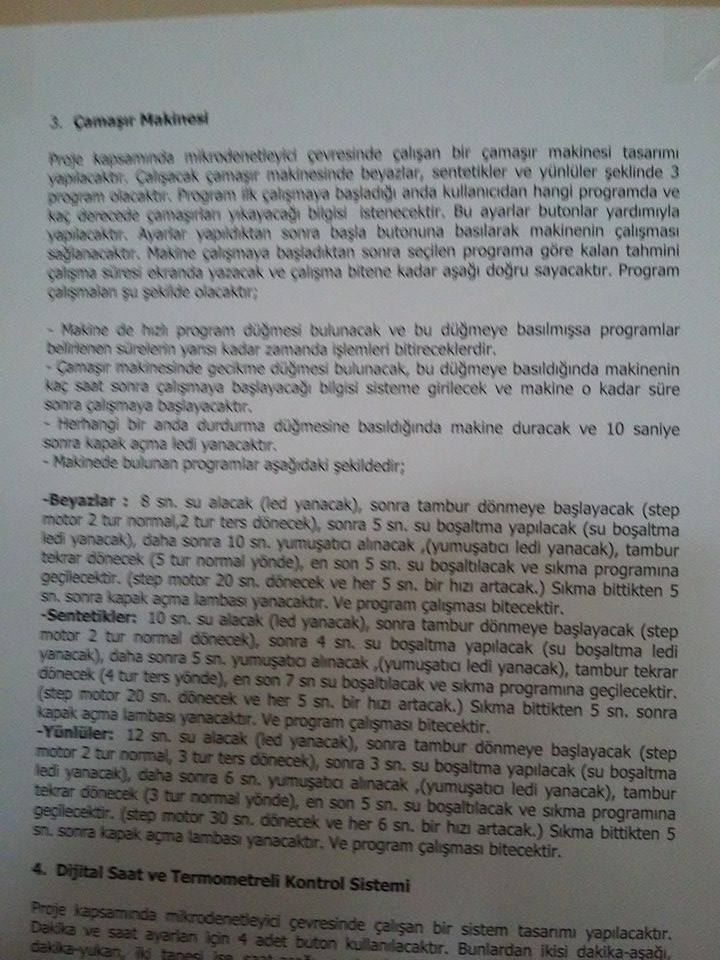 3. Çamaşır Makinesi
Proje kapsamında mikrodenetleyici çevresinde çalışan bir çamaşır makinesi tasarımı
yapılacaktır. Çalışacak çamaşır makinesinde beyazlar, sentetikler ve yünlüler şeklinde 3
program olacaktır. Program ilk çalışmaya başladığı anda kullanıcıdan hangi programda ve
kaç derecede çamaşırları yıkayacağı bilgisi istenecektir. Bu ayarlar butonlar yardımıyla
yapılacaktır. Ayarlar yapıldıktan sonra başla butonuna basılarak makinenin çalışması
sağlanacaktır. Makine çalışmaya başladıktan sonra seçilen programa göre kalan tahmini
çalışma süresi ekranda yazacak ve çalışma bitene kadar aşağı doğru sayacaktır. Program
çalışmaları şu şekilde olacaktır;
- Makine de hızlı program düğmesi bulunacak ve bu düğmeye basılmışsa programlar
belirlenen sürelerin yarısı kadar zamanda işlemleri bitireceklerdir.
- Çamaşır makinesinde gecikme düğmesi bulunacak, bu düğmeye basıldığında makinenin
kaç saat sonra çalışmaya başlayacağı bilgisi sisteme girilecek ve makine o kadar süre
sonra çalışmaya başlayacaktır.
- Herhangi bir anda durdurma düğmesine basıldığında makine duracak ve 10 saniye
sonra kapak açma ledi yanacaktır.
- Makinede bulunan programlar aşağıdaki şekildedir;
-Beyazlar : 8 sn. su alacak (led yanacak), sonra tambur dönmeye başlayacak (step
motor 2 tur normal,2 tur ters dönecek), sonra 5 sn. su boşaltma yapılacak (su boşaltma
ledi yanacak), daha sonra 10 sn. yumuşatıcı alınacak ,(yumuşatıcı ledi yanacak), tambur
tekrar dönecek (5 tur normal yönde), en son 5 sn. su boşaltılacak ve sıkma programına
geçilecektir. (step motor 20 sn. dönecek ve her 5 sn. bir hızı artacak.) Sıkma bittikten 5
sn. sonra kapak açma lambası yanacaktır. Ve program çalışması bitecektir.
-Sentetikler: 10 sn. su alacak (led yanacak), sonra tambur dönmeye başlayacak (step
motor 2 tur normal dönecek), sonra 4 sn. su boşaltma yapılacak (su boşaltma ledi
yanacak), daha sonra 5 sn. yumuşatıcı alınacak ,(yumuşatıcı ledi yanacak), tambur tekrar
dönecek (4 tur ters yönde), en son 7 sn su boşaltılacak ve sıkma programına geçilecektir.
(step motor 20 sn. dönecek ve her 5 sn. bir hızı artacak.) Sıkma bittikten 5 sn. sonra
kapak açma lambası yanacaktır. Ve program çalışması bitecektir.
-Yünlüler: 12 sn. su alacak (led yanacak), sonra tambur dönmeye başlayacak (step
motor 2 tur normal, 3 tur ters dönecek), sonra 3 sn. su boşaltma yapılacak (su boşaltma
ledi yanacak), daha sonra 6 sn. yumuşatıcı alınacak ,(yumuşatıcı ledi yanacak), tambur
tekrar dönecek (3 tur normal yönde), en son 5 sn. su boşaltılacak ve sıkma programına
geçilecektir. (step motor 30 sn. dönecek ve her 6 sn. bir hızı artacak.) Sıkma bittikten 5
sn. sonra kapak açma lambası yanacaktır. Ve program çalışması bitecektir.
4. Dijital Saat ve Termometreli Kontrol Sistemi
Proje kapsamında mikrodenetleyici çevresinde çalışan bir sistem tasarımı yapılacaktır.
Dakika ve saat ayarları için 4 adet buton kullanılacaktır. Bunlardan ikisi dakika-aşağı,
dakika-yukarı, iki tanesi ise